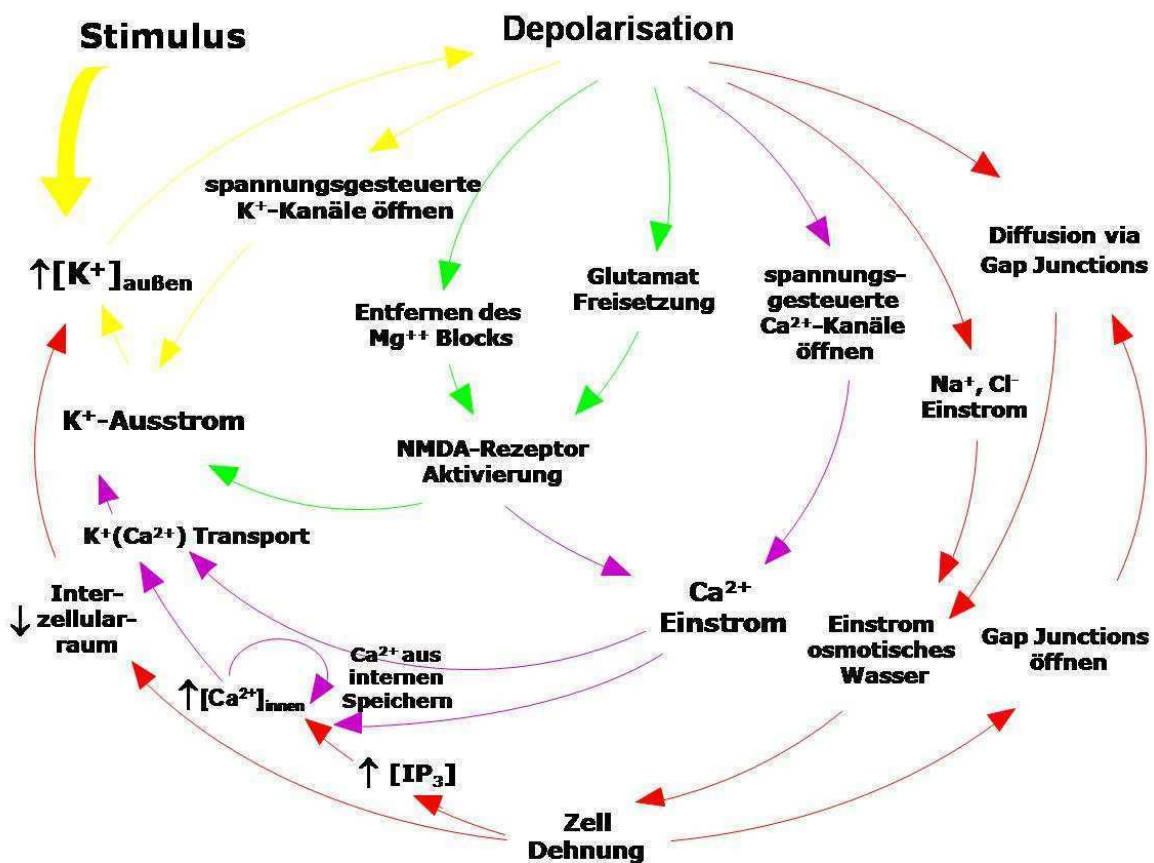 Stimulus
Depolarisation
spannungsgesteuerte
K⁺-Kanäle öffnen
↑[K⁺]außen
Entfernen des
Mg⁺⁺ Blocks
Glutamat
Freisetzung
spannungs-
gesteuerte
Ca²⁺-Kanäle
öffnen
Diffusion via
Gap Junctions
Na⁺, Cl⁻
Einstrom
K⁺-Ausstrom
NMDA-Rezeptor
Aktivierung
K⁺(Ca²⁺) Transport
↓ Inter-
zellular-
raum
Ca²⁺
Einstrom
Einstrom
osmotisches
Wasser
Gap Junctions
öffnen
Ca²⁺ aus
internen
Speichern
↑[Ca²⁺]innen
↑ [IP₃]
Zell
Dehnung